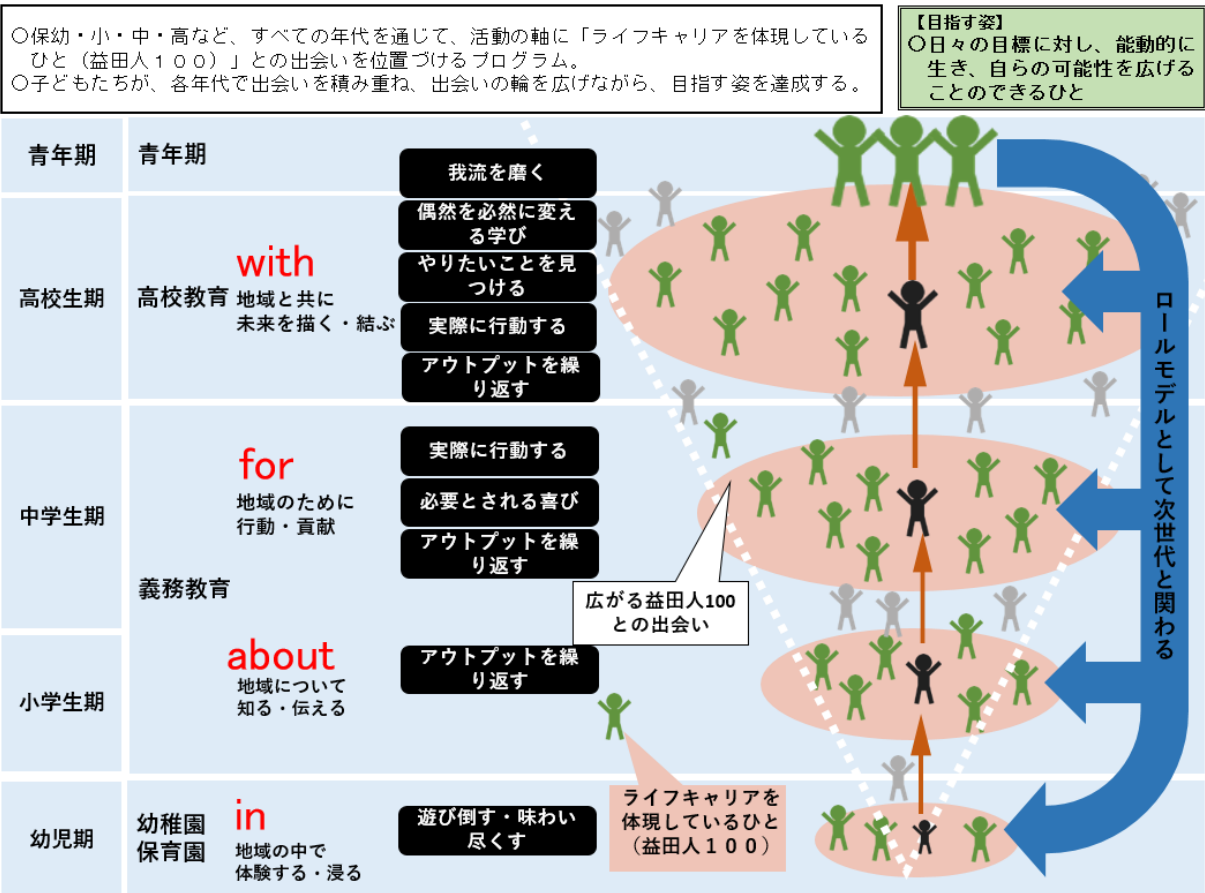 ○保幼・小・中・高など、すべての年代を通じて、活動の軸に「ライフキャリアを体現している
ひと（益田人１００）」との出会いを位置づけるプログラム。
○子どもたちが、各年代で出会いを積み重ね、出会いの輪を広げながら、目指す姿を達成する。
【目指す姿】
○日々の目標に対し、能動的に
生き、自らの可能性を広げる
ことのできるひと
青年期
青年期
我流を磨く
高校生期
高校教育
with
地域と共に
未来を描く・結ぶ
偶然を必然に変え
る学び
やりたいことを見
つける
実際に行動する
アウトプットを繰
り返す
中学生期
義務教育
for
地域のために
行動・貢献
実際に行動する
必要とされる喜び
アウトプットを繰
り返す
広がる益田人100
との出会い
小学生期
about
地域について
知る・伝える
アウトプットを繰
り返す
幼児期
幼稚園
保育園
in
地域の中で
体験する・浸る
遊び倒す・味わい
尽くす
ライフキャリアを
体現しているひと
（益田人１００）
ロールモデルとして次世代と関わる